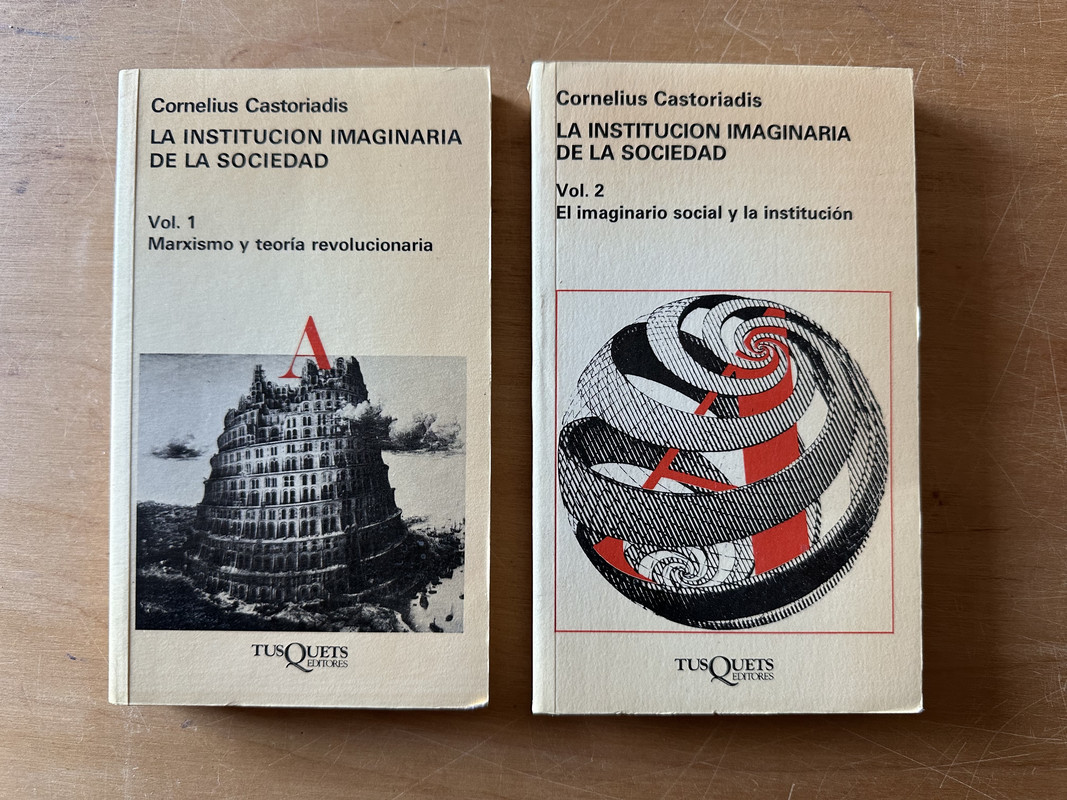 Cornelius Castoriadis
LA INSTITUCION IMAGINARIA
DE LA SOCIEDAD
Vol. 1
Marxismo y teoría revolucionaria
A
TUSQUETS
EDITORES
Cornelius Castoriadis
LA INSTITUCION IMAGINARIA
DE LA SOCIEDAD
Vol. 2
El imaginario social y la institución
TUSQUETS
EDITORES